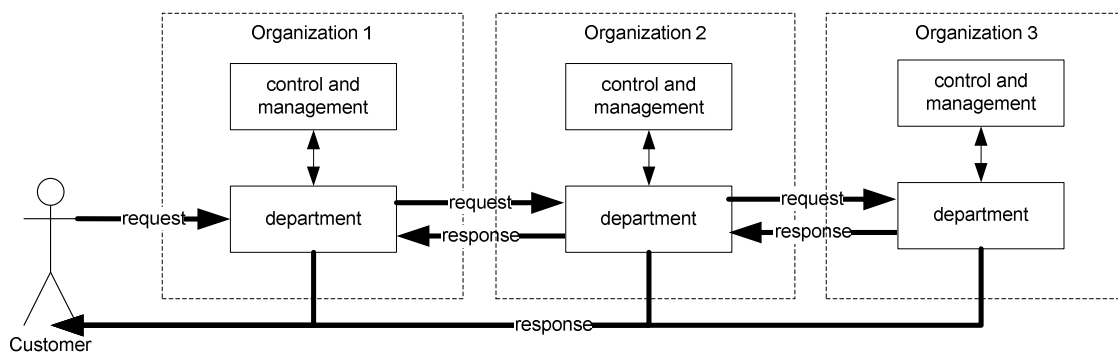 Organization 1
Organization 2
Organization 3
control and
management
control and
management
control and
management
request
department
request
response
department
request
response
department
response
Customer